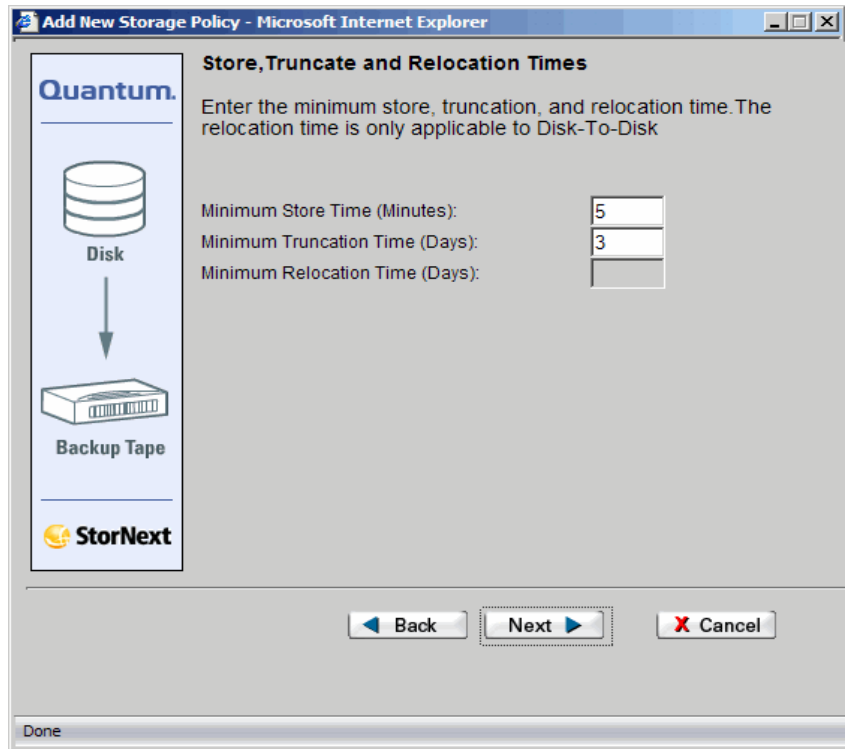 Add New Storage Policy - Microsoft Internet Explorer
Quantum.
Disk
Backup Tape
StorNext
Store,Truncate and Relocation Times
Enter the minimum store, truncation, and relocation time.The
relocation time is only applicable to Disk-To-Disk
Minimum Store Time (Minutes): 5
Minimum Truncation Time (Days): 3
Minimum Relocation Time (Days):
Back Next X Cancel
Done